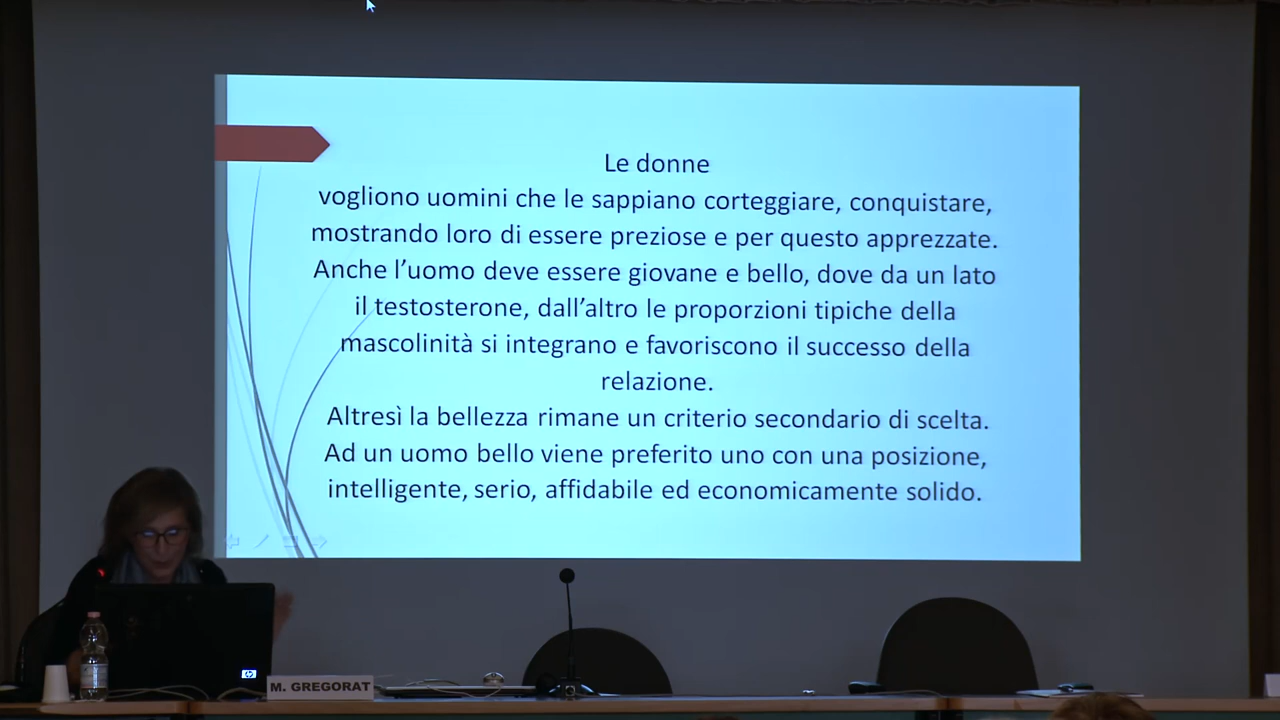 Le donne
vogliono uomini che le sappiano corteggiare, conquistare,
mostrando loro di essere preziose e per questo apprezzate.
Anche l'uomo deve essere giovane e bello, dove da un lato
il testosterone, dall'altro le proporzioni tipiche della
mascolinità si integrano e favoriscono il successo della
relazione.
Altresì la bellezza rimane un criterio secondario di scelta.
Ad un uomo bello viene preferito uno con una posizione,
intelligente, serio, affidabile ed economicamente solido.
hp
M. GREGORAT